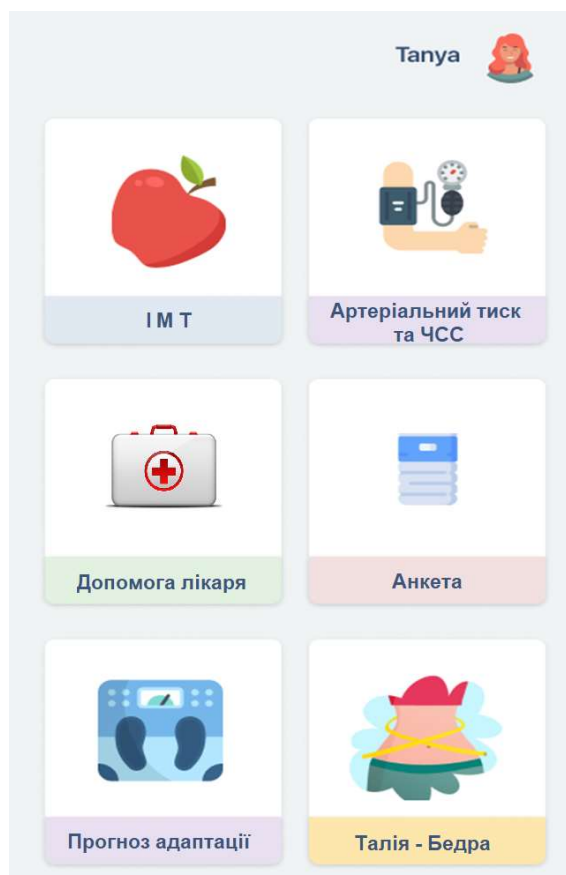 Tanya
І М Т
Артеріальний тиск
та ЧСС
Допомога лікаря
Анкета
Прогноз адаптації
Талія - Бедра